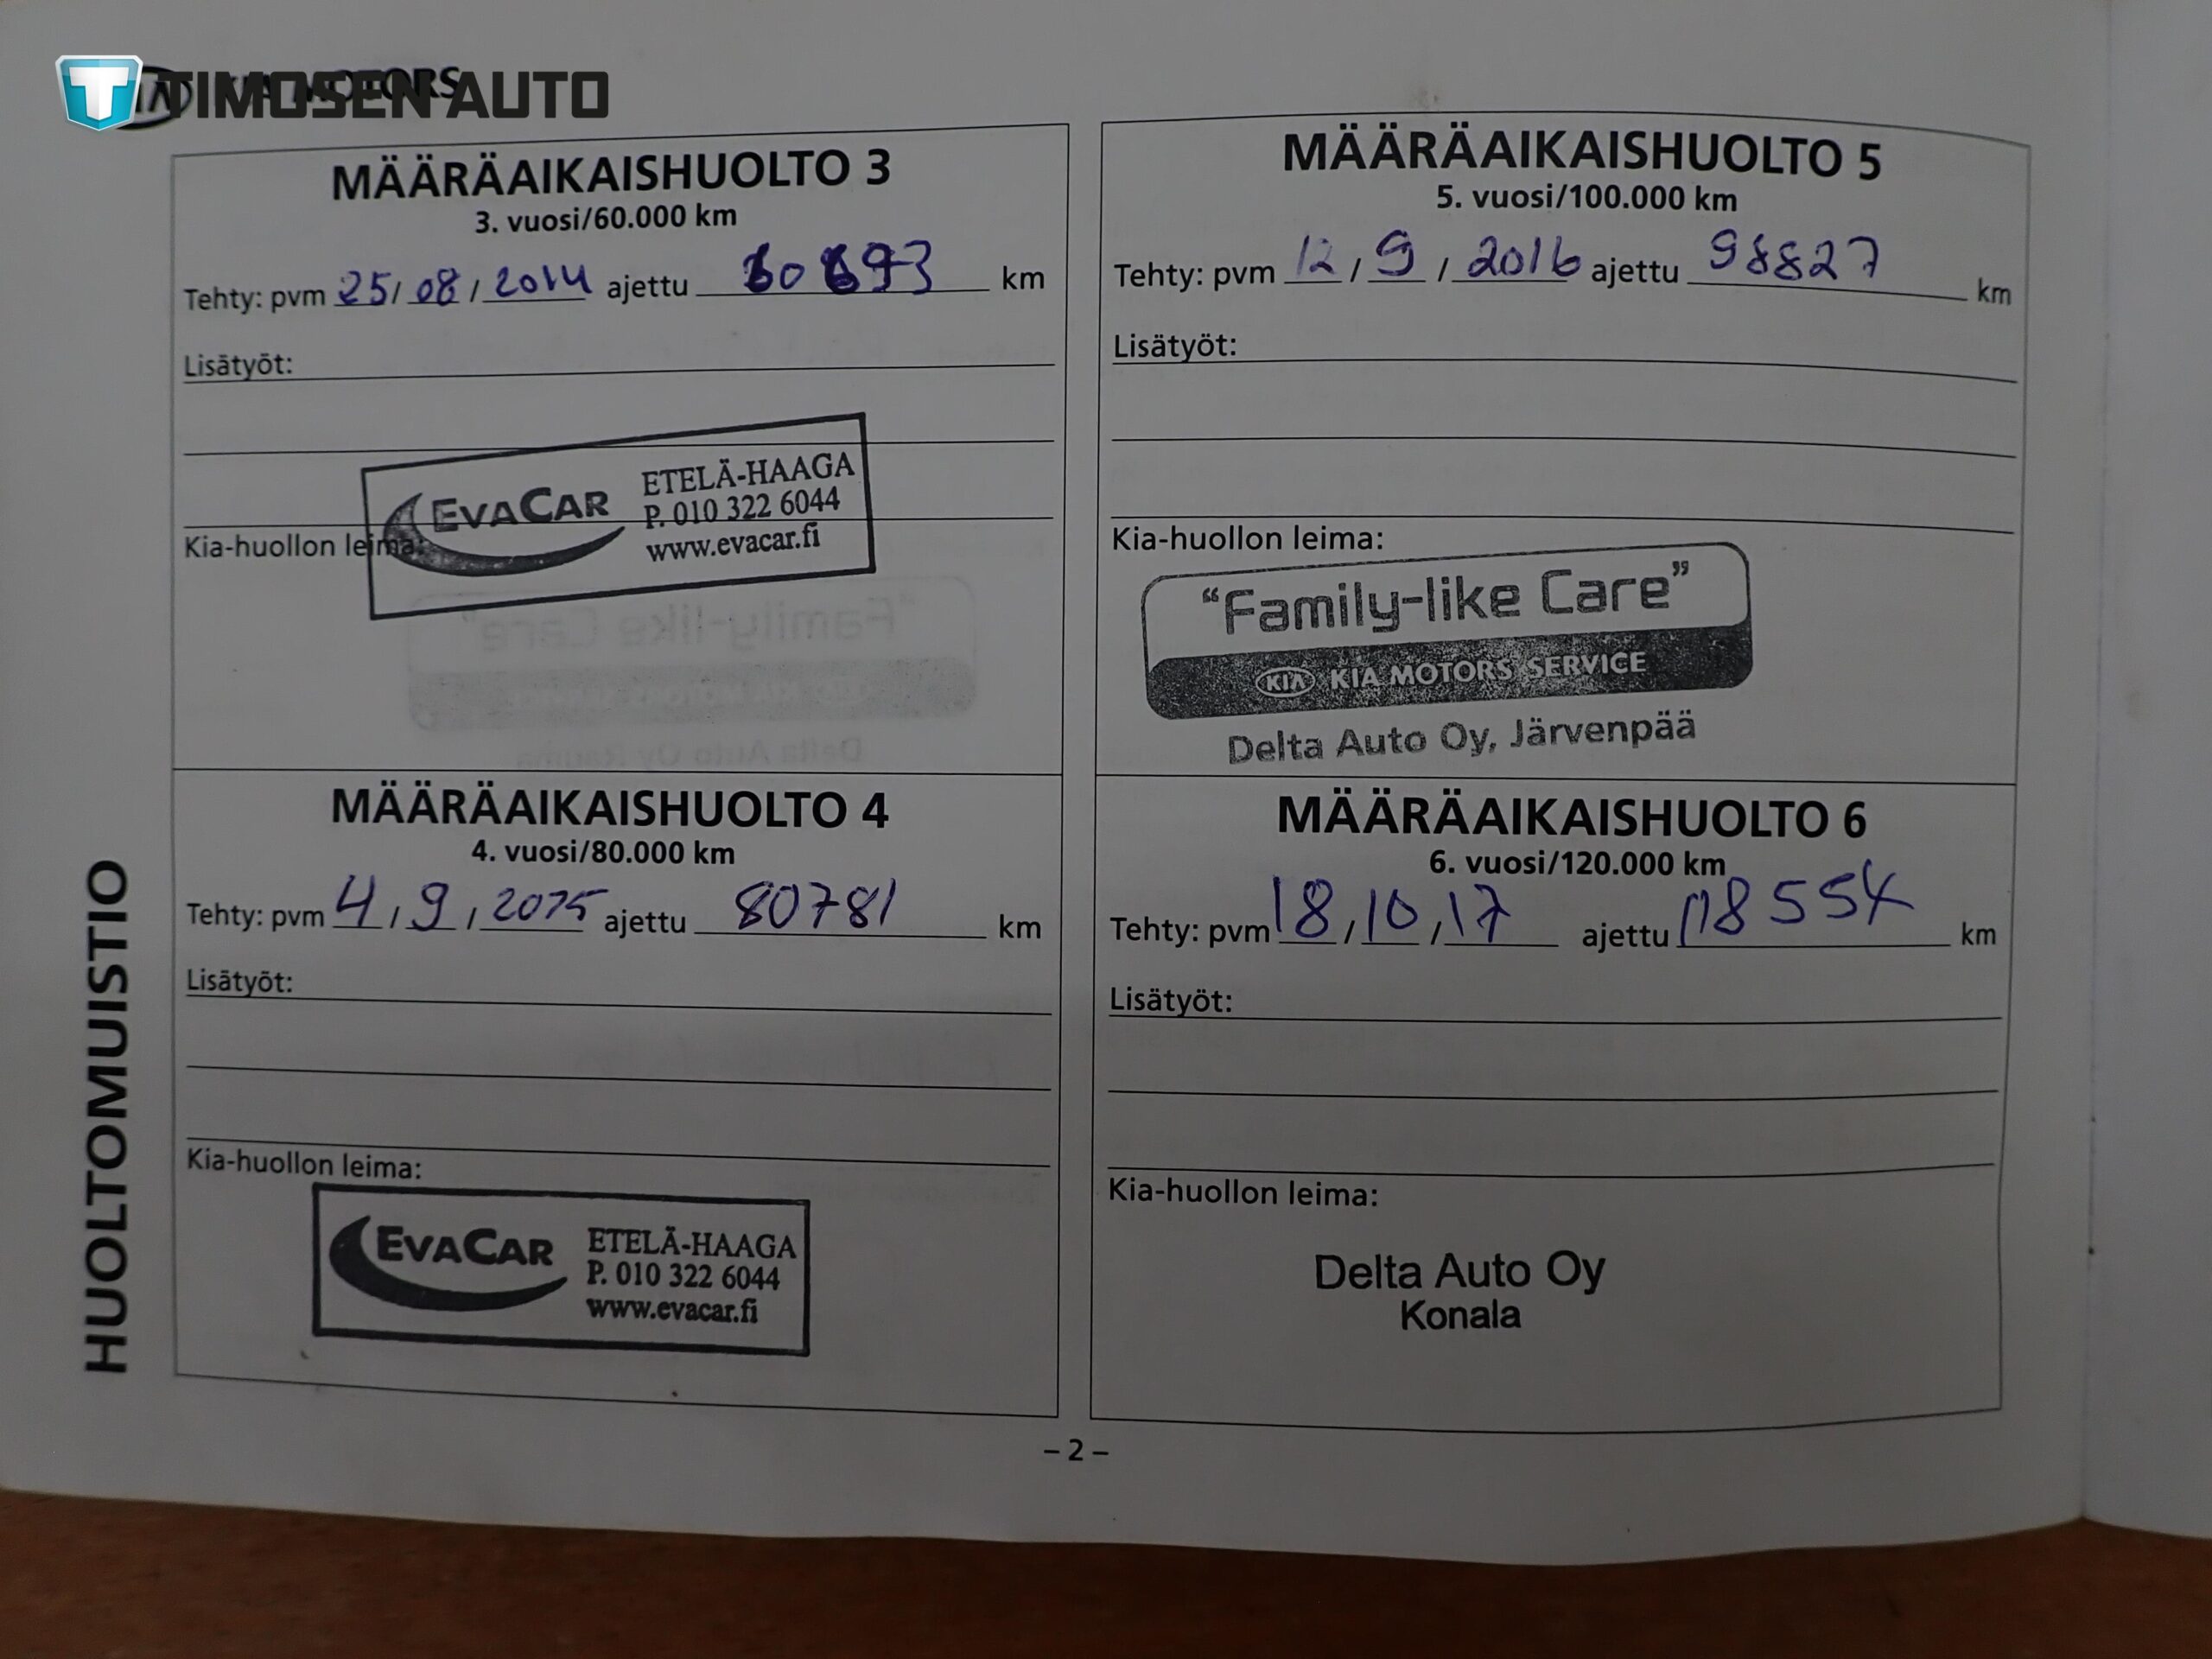 TIMOSEN AUTO
KIA MOTORS
MÄÄRÄAIKAISHUOLTO 3
3. vuosi/60.000 km
Tehty: pvm 25/08/2014 ajettu km
Lisätyöt:
Kia-huollon leima:
EVACAR
ETELÄ-HAAGA
P. 010 322 6044
www.evacar.fi
MÄÄRÄAIKAISHUOLTO 4
4. vuosi/80.000 km
Tehty: pvm 4/9/2015 ajettu 80781 km
Lisätyöt:
Kia-huollon leima:
EVACAR
ETELÄ-HAAGA
P. 010 322 6044
www.evacar.fi
MÄÄRÄAIKAISHUOLTO 5
5. vuosi/100.000 km
Tehty: pvm 12/9/2016 ajettu 98827 km
Lisätyöt:
Kia-huollon leima:
"Family-like Care"
KIA KIA MOTORS SERVICE
Delta Auto Oy, Järvenpää
MÄÄRÄAIKAISHUOLTO 6
6. vuosi/120.000 km
Tehty: pvm 18/10/17 ajettu 118554 km
Lisätyöt:
Kia-huollon leima:
Delta Auto Oy
Konala
HUOLTOMUISTIO
– 2 –